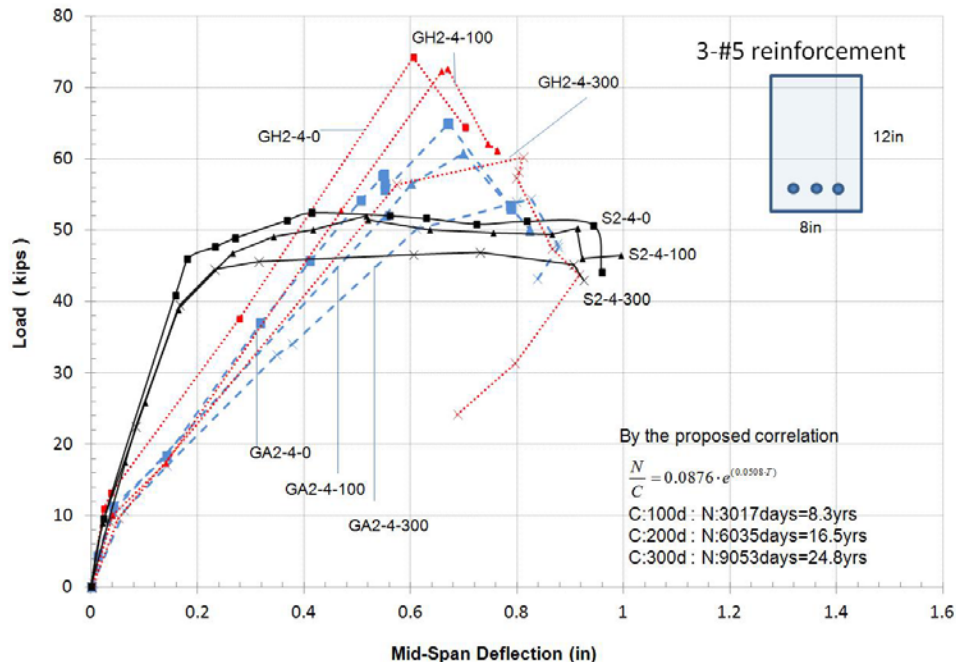 80
70
60
50
40
30
20
10
0
Load ( kips )
0
0.2
0.4
0.6
0.8
1
1.2
1.4
1.6
Mid-Span Deflection (in)
GH2-4-100
GH2-4-300
GH2-4-0
S2-4-0
S2-4-100
S2-4-300
GA2-4-0
GA2-4-100
GA2-4-300
3-#5 reinforcement
12in
8in
By the proposed correlation
N/C = 0.0876·e^(0.0508·T)
C:100d : N:3017days=8.3yrs
C:200d : N:6035days=16.5yrs
C:300d : N:9053days=24.8yrs